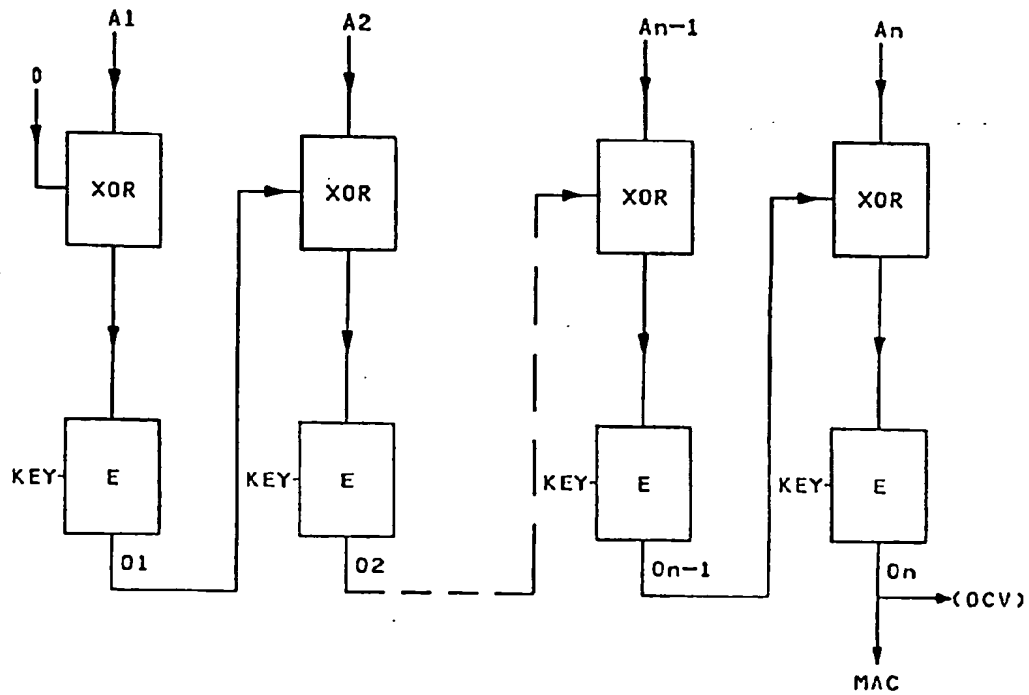 A1
A2
An-1
An
0
XOR
XOR
XOR
XOR
KEY
E
KEY
E
KEY
E
KEY
E
O1
O2
On-1
On
(OCV)
MAC